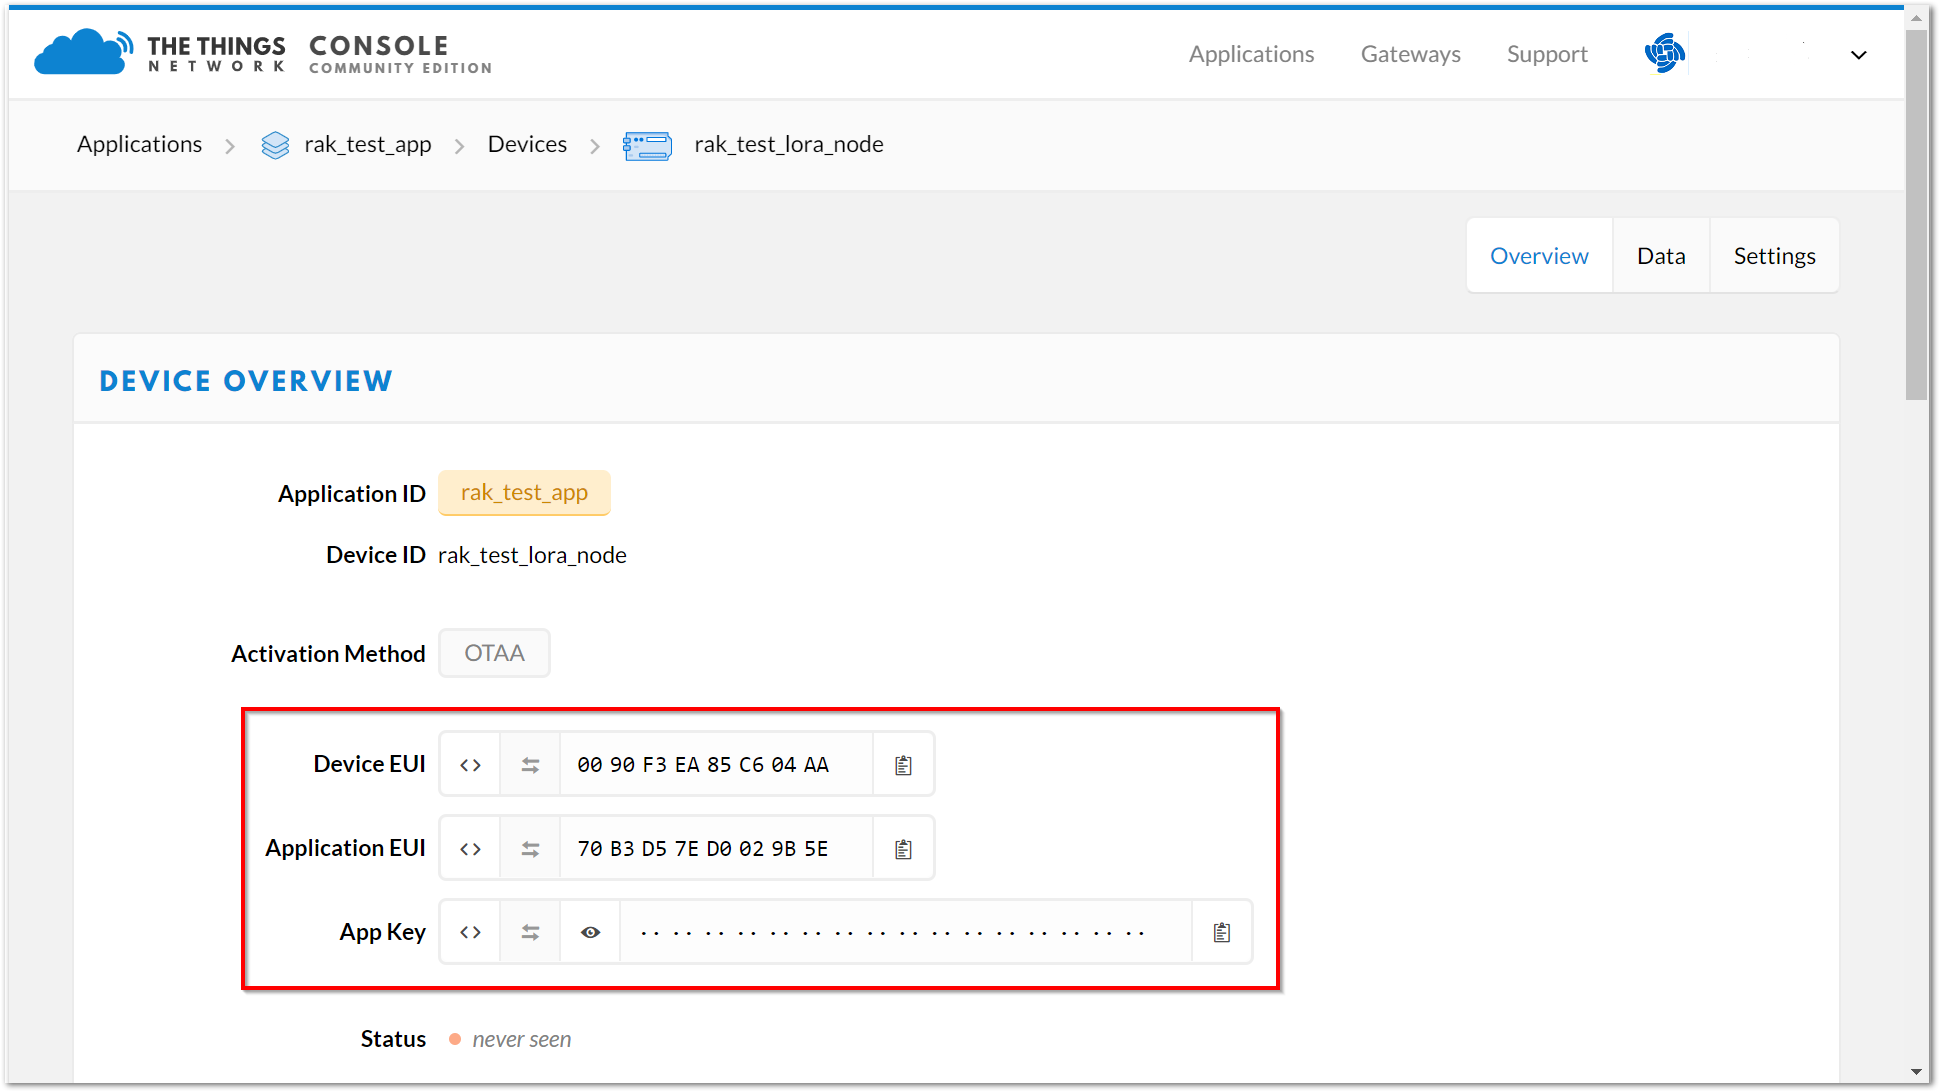 THE THINGS NETWORK CONSOLE COMMUNITY EDITION
Applications Gateways Support
Applications > rak_test_app > Devices > rak_test_lora_node
Overview Data Settings
DEVICE OVERVIEW
Application ID rak_test_app
Device ID rak_test_lora_node
Activation Method OTAA
Device EUI <> 00 90 F3 EA 85 C6 04 AA
Application EUI <> 70 B3 D5 7E D0 02 9B 5E
App Key <> ·· ·· ·· ·· ·· ·· ·· ·· ·· ·· ·· ·· ·· ·· ·· ··
Status never seen